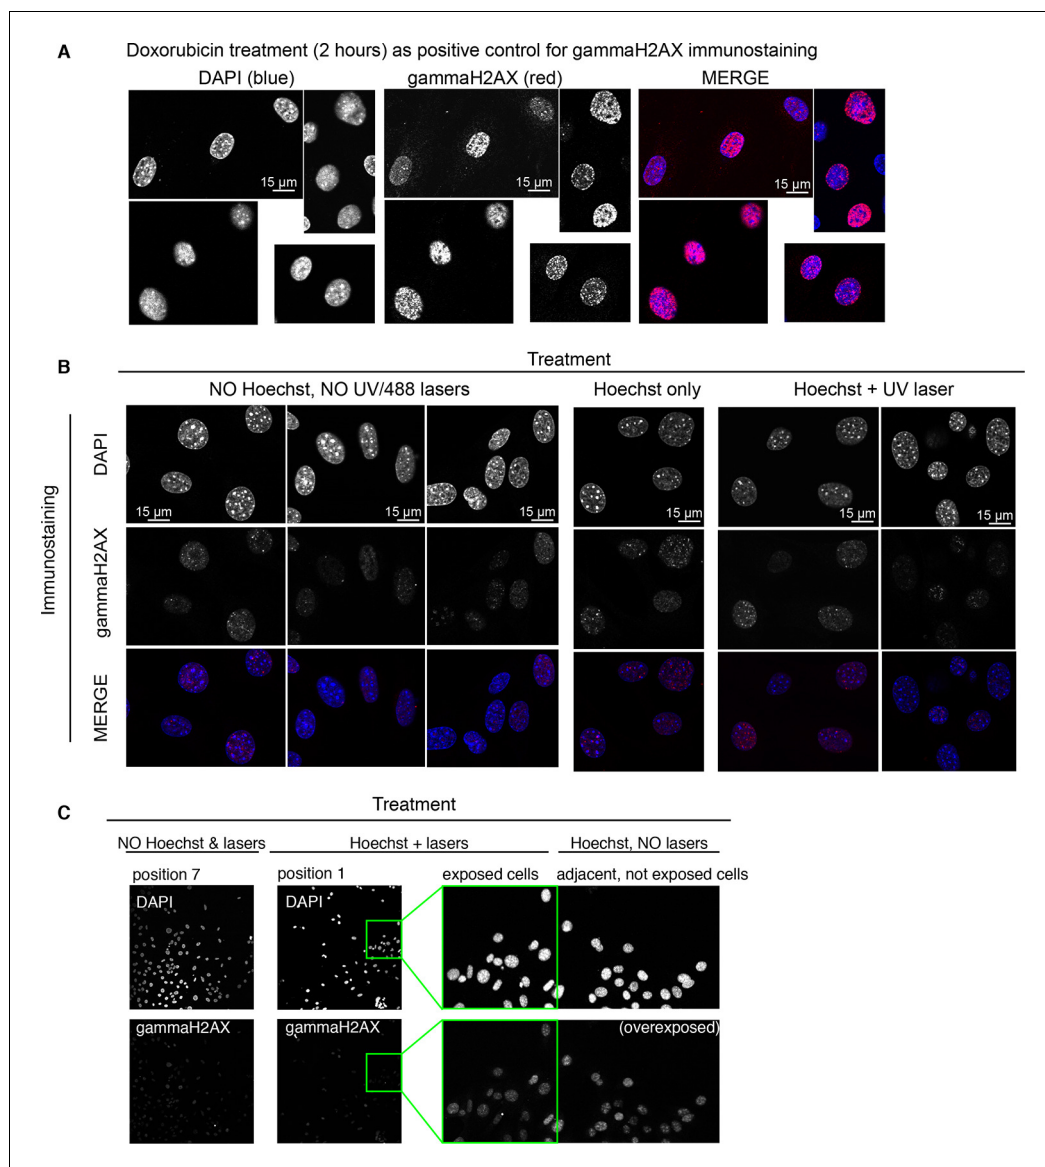 A
Doxorubicin treatment (2 hours) as positive control for gammaH2AX immunostaining
DAPI (blue) gammaH2AX (red) MERGE
15 µm 15 µm 15 µm
B
Treatment
NO Hoechst, NO UV/488 lasers Hoechst only Hoechst + UV laser
Immunostaining
DAPI
15 µm 15 µm 15 µm 15 µm 15 µm 15 µm
gammaH2AX
MERGE
C
Treatment
NO Hoechst & lasers Hoechst + lasers Hoechst, NO lasers
position 7 position 1 exposed cells adjacent, not exposed cells
DAPI DAPI
gammaH2AX gammaH2AX (overexposed)